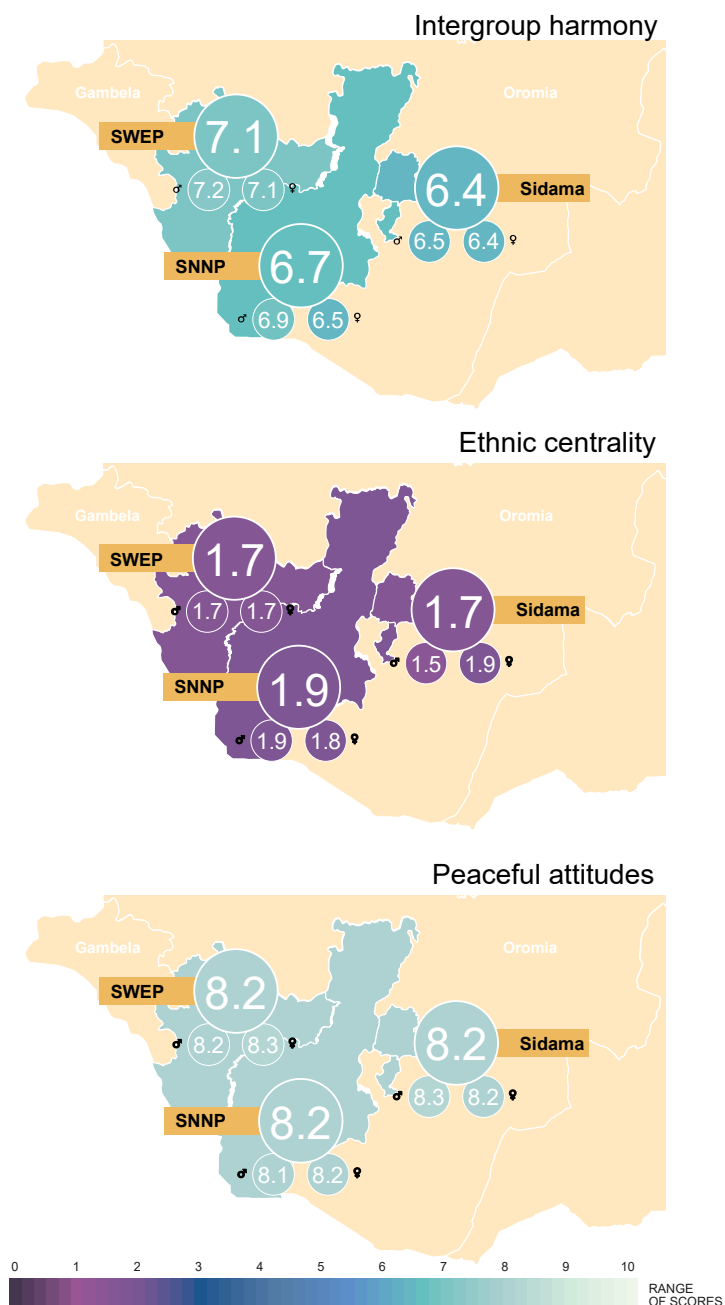 Intergroup harmony
Gambela
Oromia
SWEP
7.1
♂ 7.2 7.1 ♀
6.4
Sidama
♂ 6.5 6.4 ♀
SNNP
6.7
♂ 6.9 6.5 ♀
Ethnic centrality
Gambela
Oromia
SWEP
1.7
♂ 1.7 1.7 ♀
1.7
Sidama
♂ 1.5 1.9 ♀
SNNP
1.9
♂ 1.9 1.8 ♀
Peaceful attitudes
Gambela
Oromia
SWEP
8.2
♂ 8.2 8.3 ♀
8.2
Sidama
♂ 8.3 8.2 ♀
SNNP
8.2
♂ 8.1 8.2 ♀
0 1 2 3 4 5 6 7 8 9 10
RANGE
OF SCORES